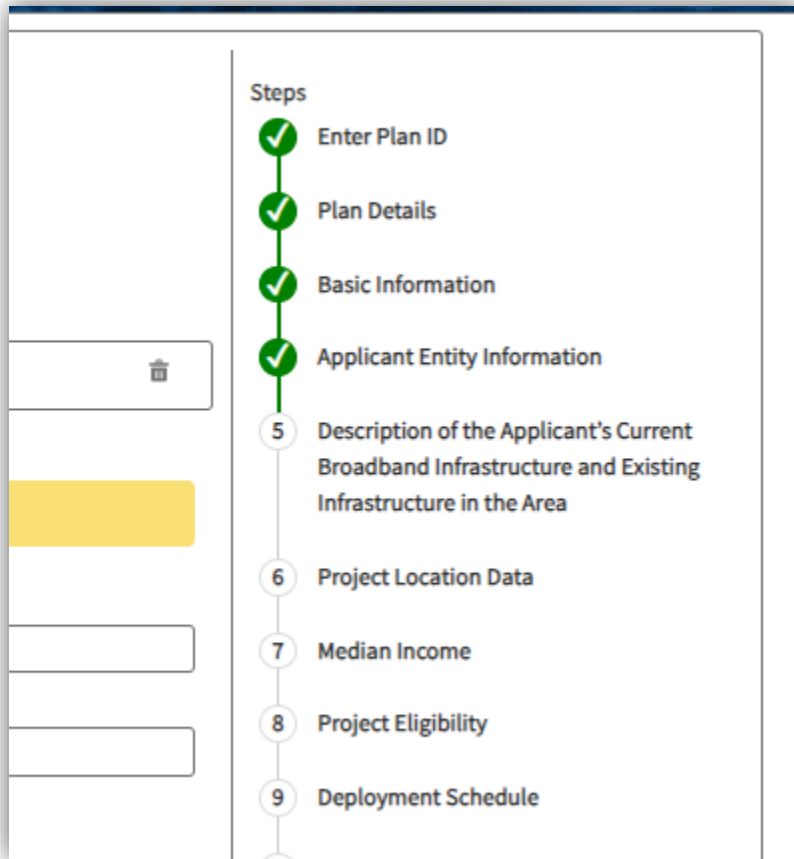 Steps
Enter Plan ID
Plan Details
Basic Information
Applicant Entity Information
5 Description of the Applicant’s Current
Broadband Infrastructure and Existing
Infrastructure in the Area
6 Project Location Data
7 Median Income
8 Project Eligibility
9 Deployment Schedule